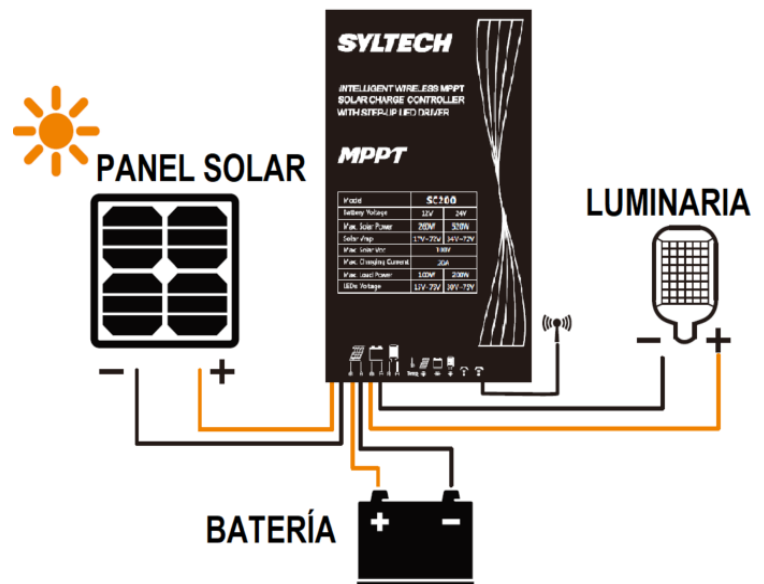 SYLTECH
INTELLIGENT WIRELESS MPPT
SOLAR CHARGE CONTROLLER
WITH STEP-UP LED DRIVER
MPPT
PANEL SOLAR
LUMINARIA
Model SC200
Battery Voltage 12V 24V
Max. Solar Power 260W 520W
Solar Vmp 17V~72V 34V~72V
Max. Solar Voc 100V
Max. Charging Current 20A
Max. Load Power 100W 200W
LEDs Voltage
- +
- +
BATERÍA
+ -